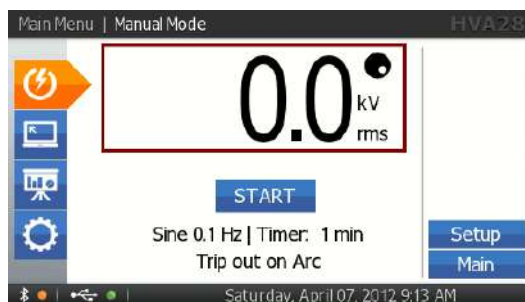 Main Menu | Manual Mode
HVA28
0.0
kV
rms
START
Sine 0.1 Hz | Timer: 1 min
Trip out on Arc
Setup
Main
Saturday, April 07, 2012 9:13 AM